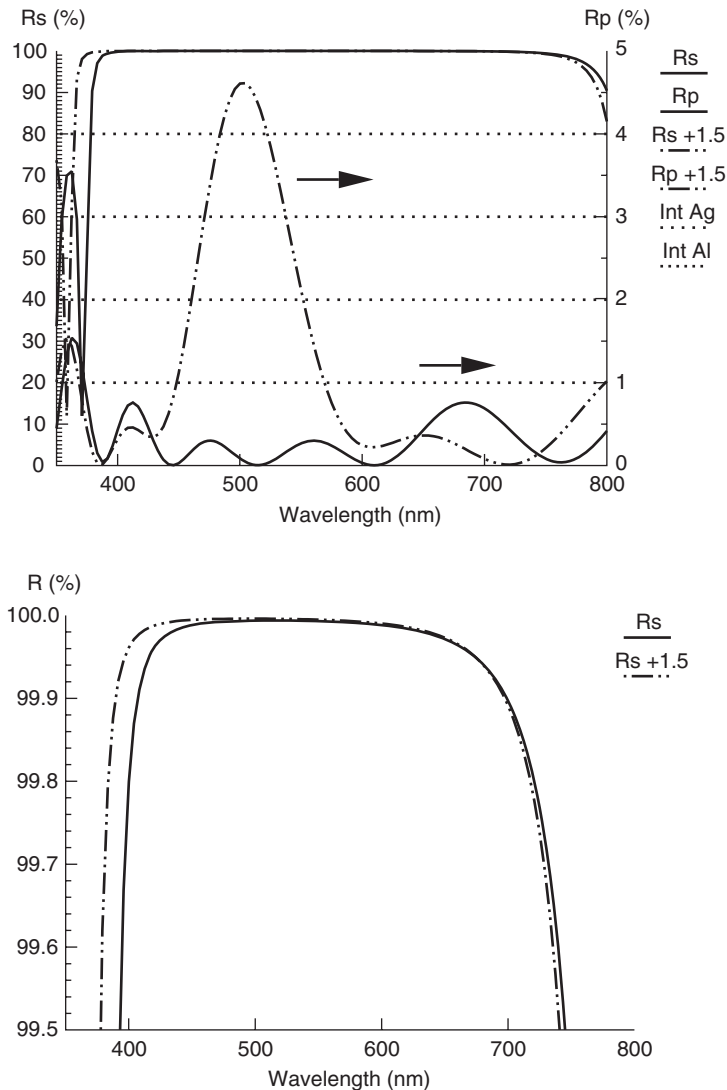 Rs (%)
Rp (%)
100
90
80
70
60
50
40
30
20
10
0
5
4
3
2
1
0
400
500
600
700
800
Wavelength (nm)
Rs
Rp
Rs +1.5
Rp +1.5
Int Ag
Int Al
R (%)
100.0
99.9
99.8
99.7
99.6
99.5
400
500
600
700
800
Wavelength (nm)
Rs
Rs +1.5